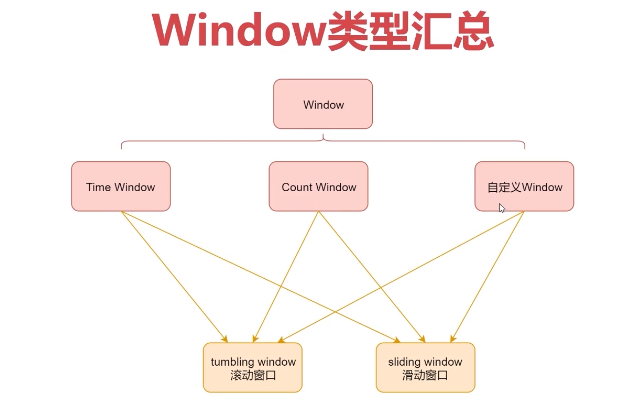 Window类型汇总
Window
Time Window
Count Window
自定义Window
tumbling window
滚动窗口
sliding window
滑动窗口